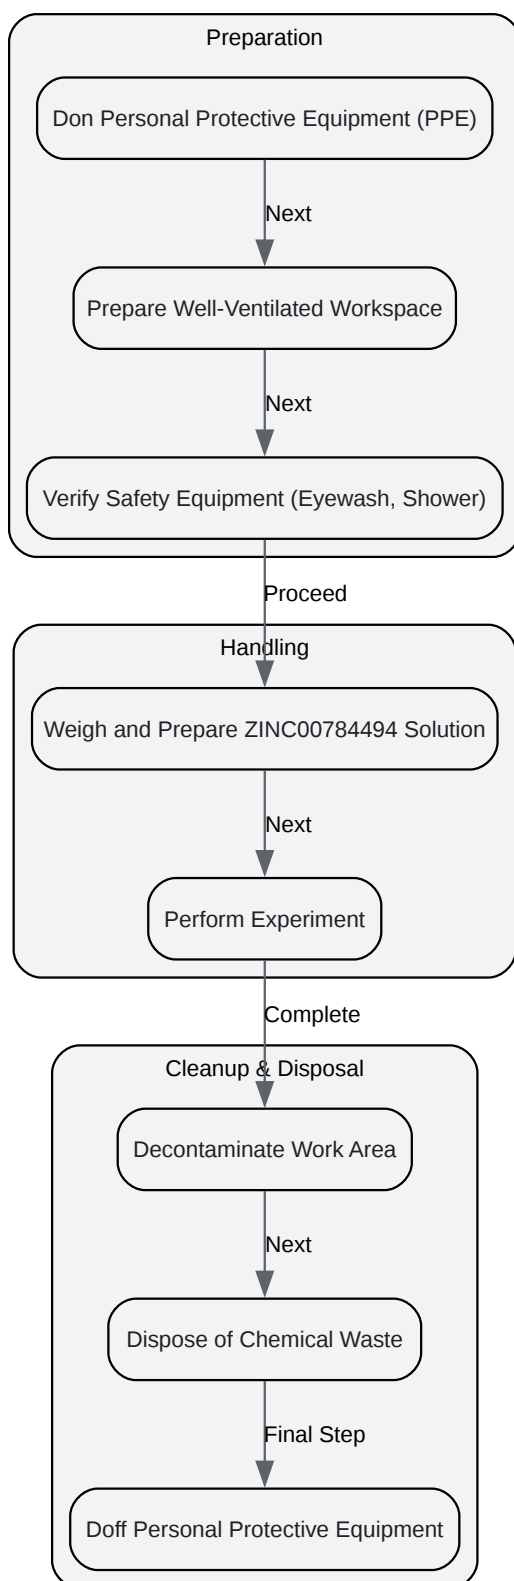 Preparation
Don Personal Protective Equipment (PPE)
Next
Prepare Well-Ventilated Workspace
Next
Verify Safety Equipment (Eyewash, Shower)
Proceed
Handling
Weigh and Prepare ZINC00784494 Solution
Next
Perform Experiment
Complete
Cleanup & Disposal
Decontaminate Work Area
Next
Dispose of Chemical Waste
Final Step
Doff Personal Protective Equipment